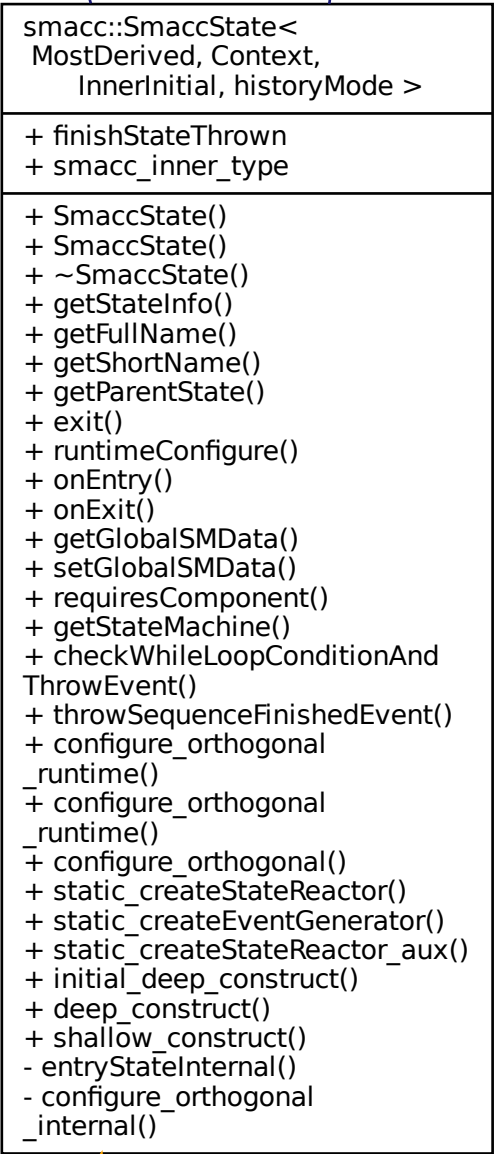 smacc::SmaccState<
MostDerived, Context,
InnerInitial, historyMode >
+ finishStateThrown
+ smacc_inner_type
+ SmaccState()
+ SmaccState()
+ ~SmaccState()
+ getStateInfo()
+ getFullName()
+ getShortName()
+ getParentState()
+ exit()
+ runtimeConfigure()
+ onEntry()
+ onExit()
+ getGlobalSMData()
+ setGlobalSMData()
+ requiresComponent()
+ getStateMachine()
+ checkWhileLoopConditionAnd
ThrowEvent()
+ throwSequenceFinishedEvent()
+ configure_orthogonal
_runtime()
+ configure_orthogonal
_runtime()
+ configure_orthogonal()
+ static_createStateReactor()
+ static_createEventGenerator()
+ static_createStateReactor_aux()
+ initial_deep_construct()
+ deep_construct()
+ shallow_construct()
- entryStateInternal()
- configure_orthogonal
_internal()